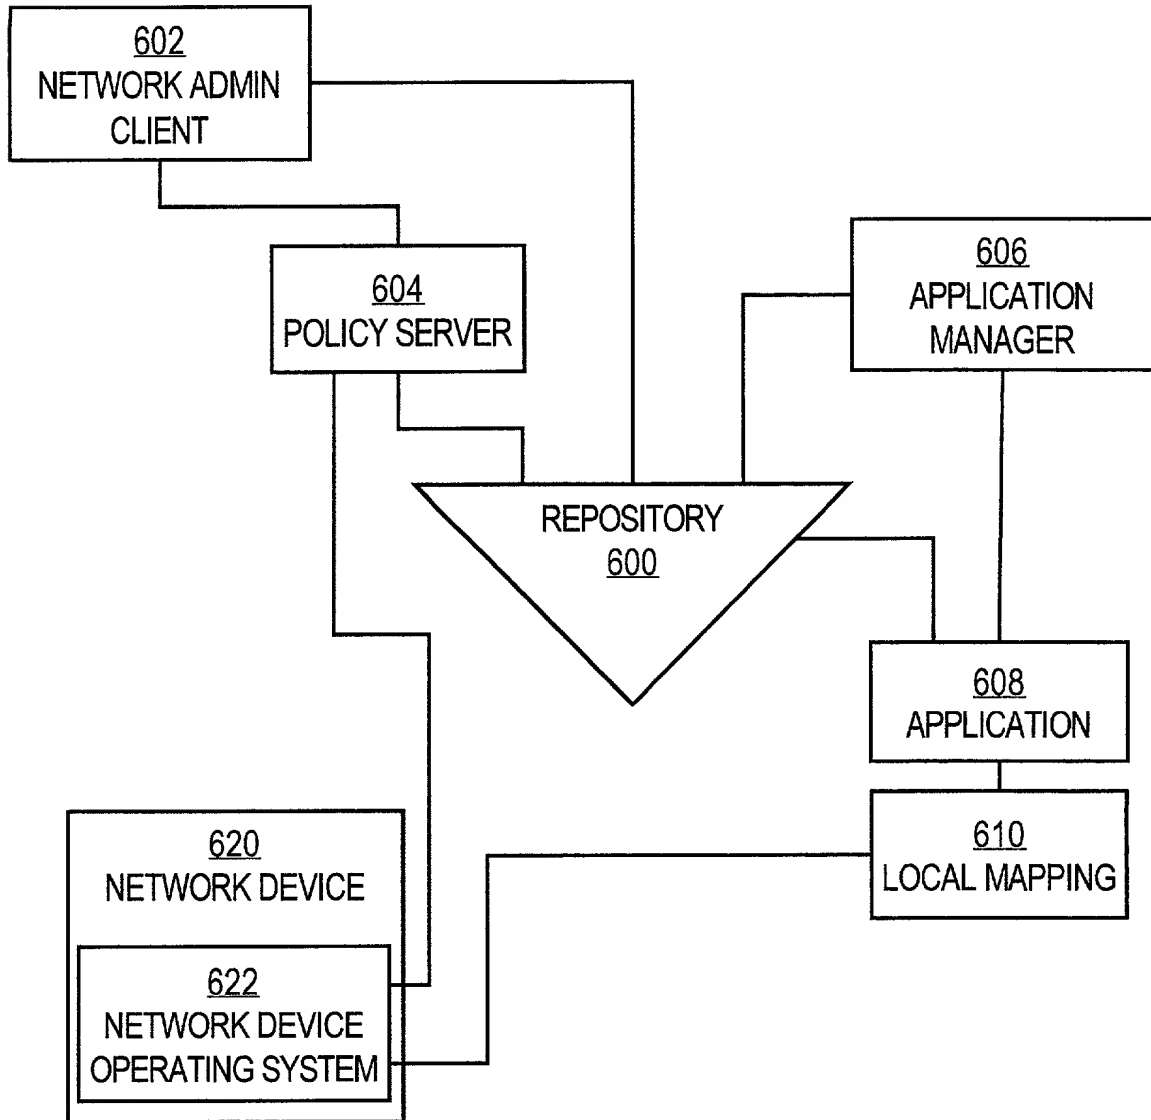 602
NETWORK ADMIN
CLIENT
604
POLICY SERVER
606
APPLICATION
MANAGER
REPOSITORY
600
608
APPLICATION
610
LOCAL MAPPING
620
NETWORK DEVICE
622
NETWORK DEVICE
OPERATING SYSTEM